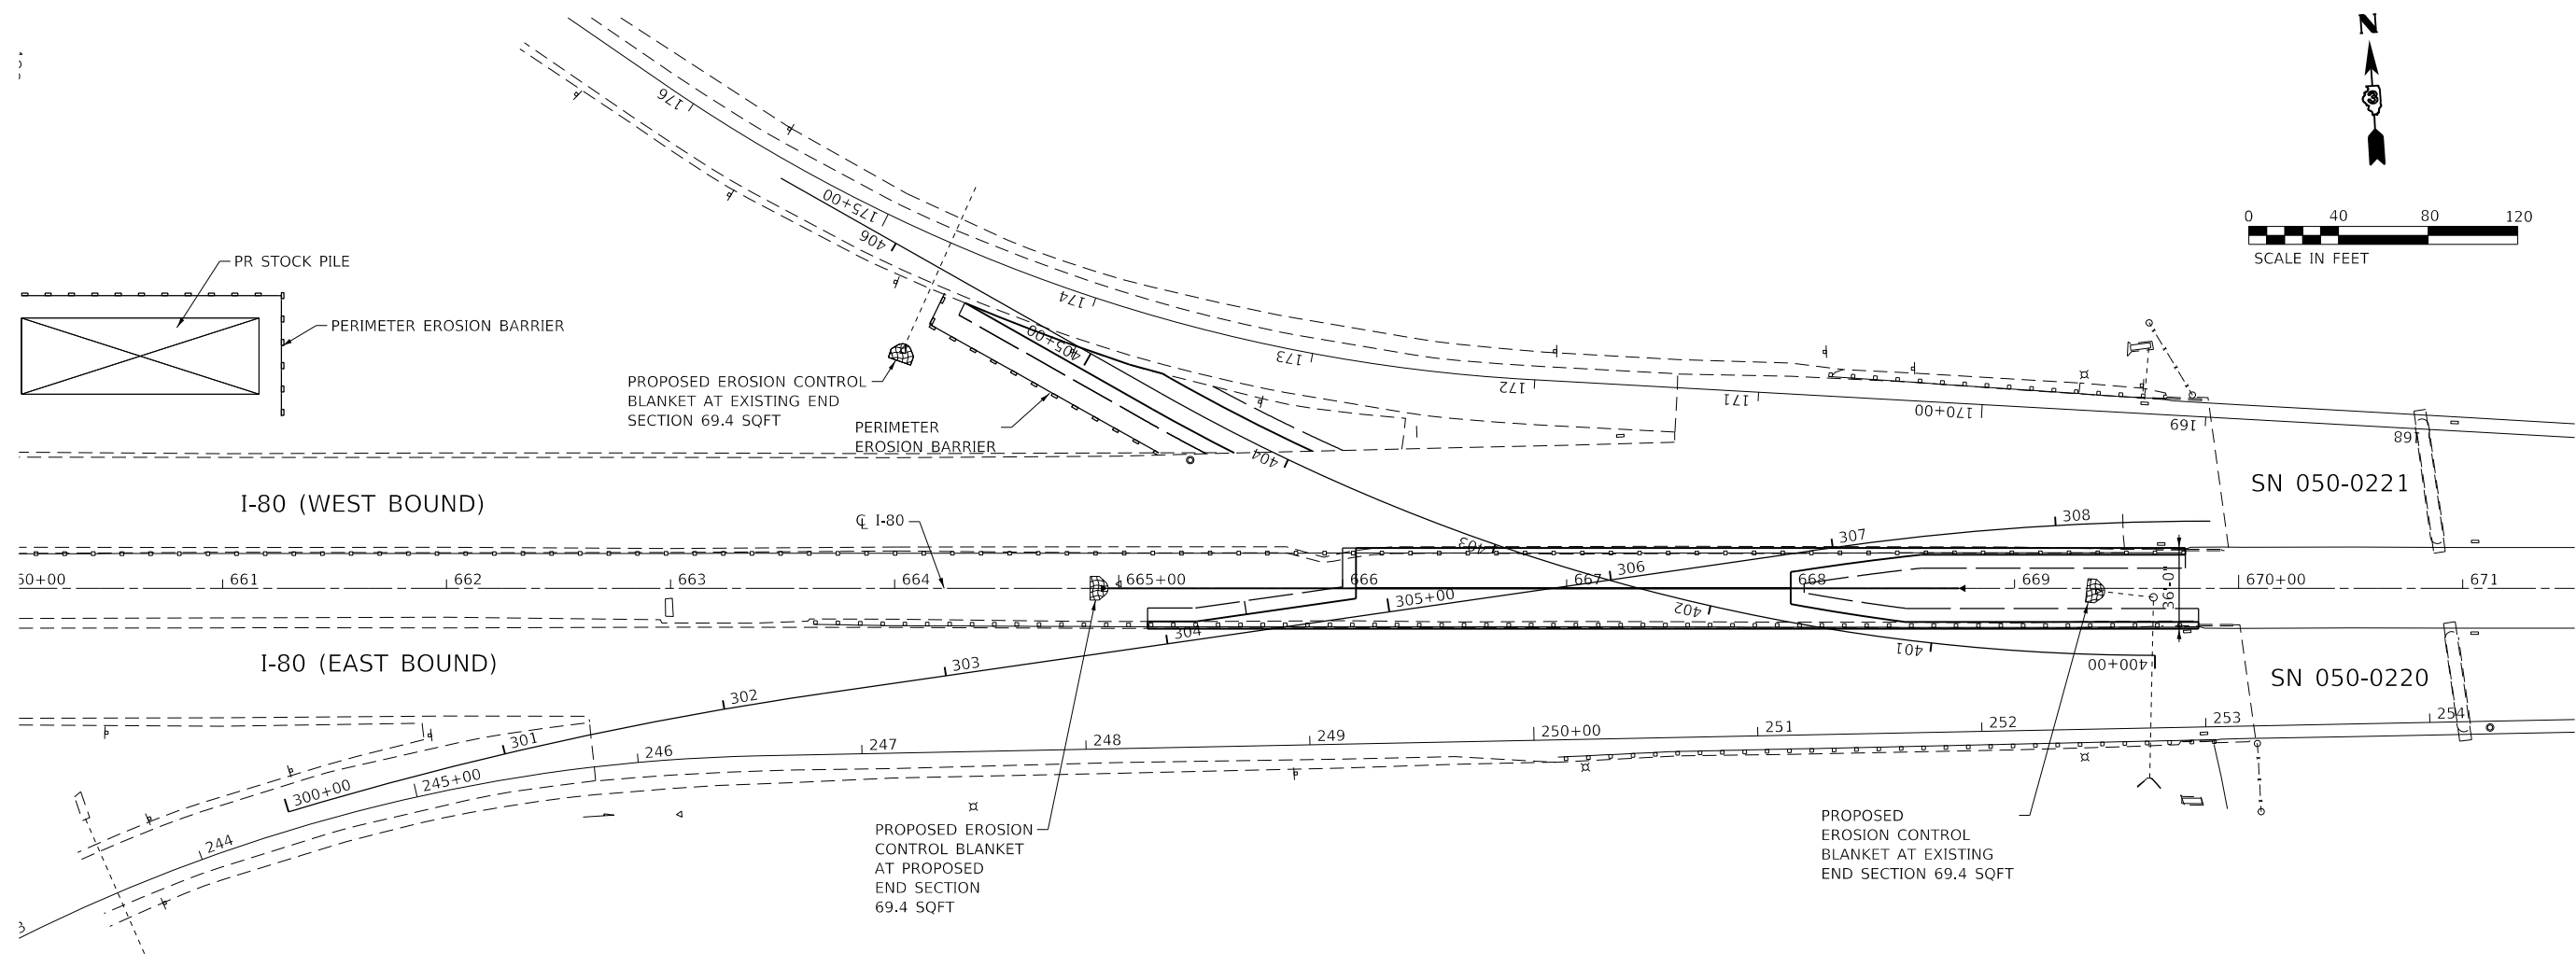 N
3
0 40 80 120
SCALE IN FEET
176
175+00
174
173
172
171
170+00
169
168
406
405+00
404
403
402
401
400+00
PR STOCK PILE
PERIMETER EROSION BARRIER
PROPOSED EROSION CONTROL
BLANKET AT EXISTING END
SECTION 69.4 SQFT
PERIMETER
EROSION BARRIER
I-80 (WEST BOUND)
SN 050-0221
℄ I-80
60+00 661 662 663 664 665+00 666 667 668 669 670+00 671
36'-0"
I-80 (EAST BOUND)
SN 050-0220
300+00
301
302
303
304
305+00
306
307
308
244
245+00
246
247
248
249
250+00
251
252
253
254
PROPOSED EROSION
CONTROL BLANKET
AT PROPOSED
END SECTION
69.4 SQFT
PROPOSED
EROSION CONTROL
BLANKET AT EXISTING
END SECTION 69.4 SQFT